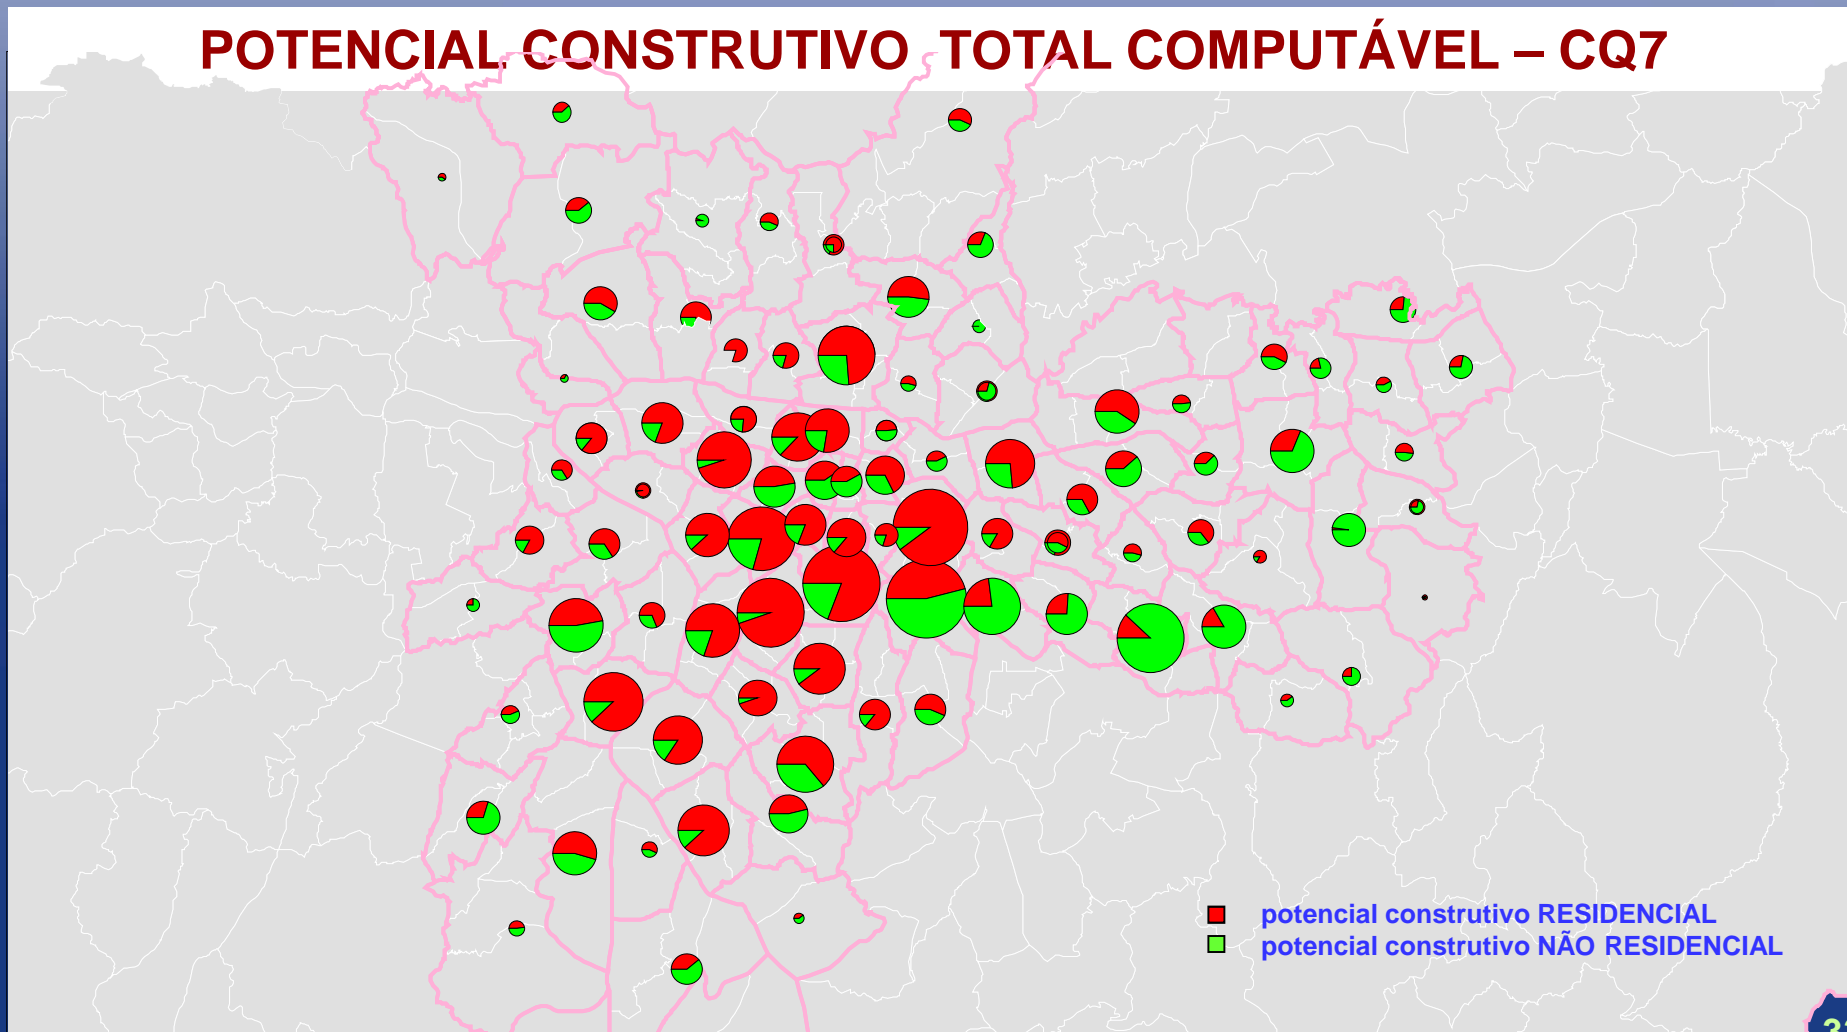 POTENCIAL CONSTRUTIVO TOTAL COMPUTÁVEL – CQ7
potencial construtivo RESIDENCIAL
potencial construtivo NÃO RESIDENCIAL